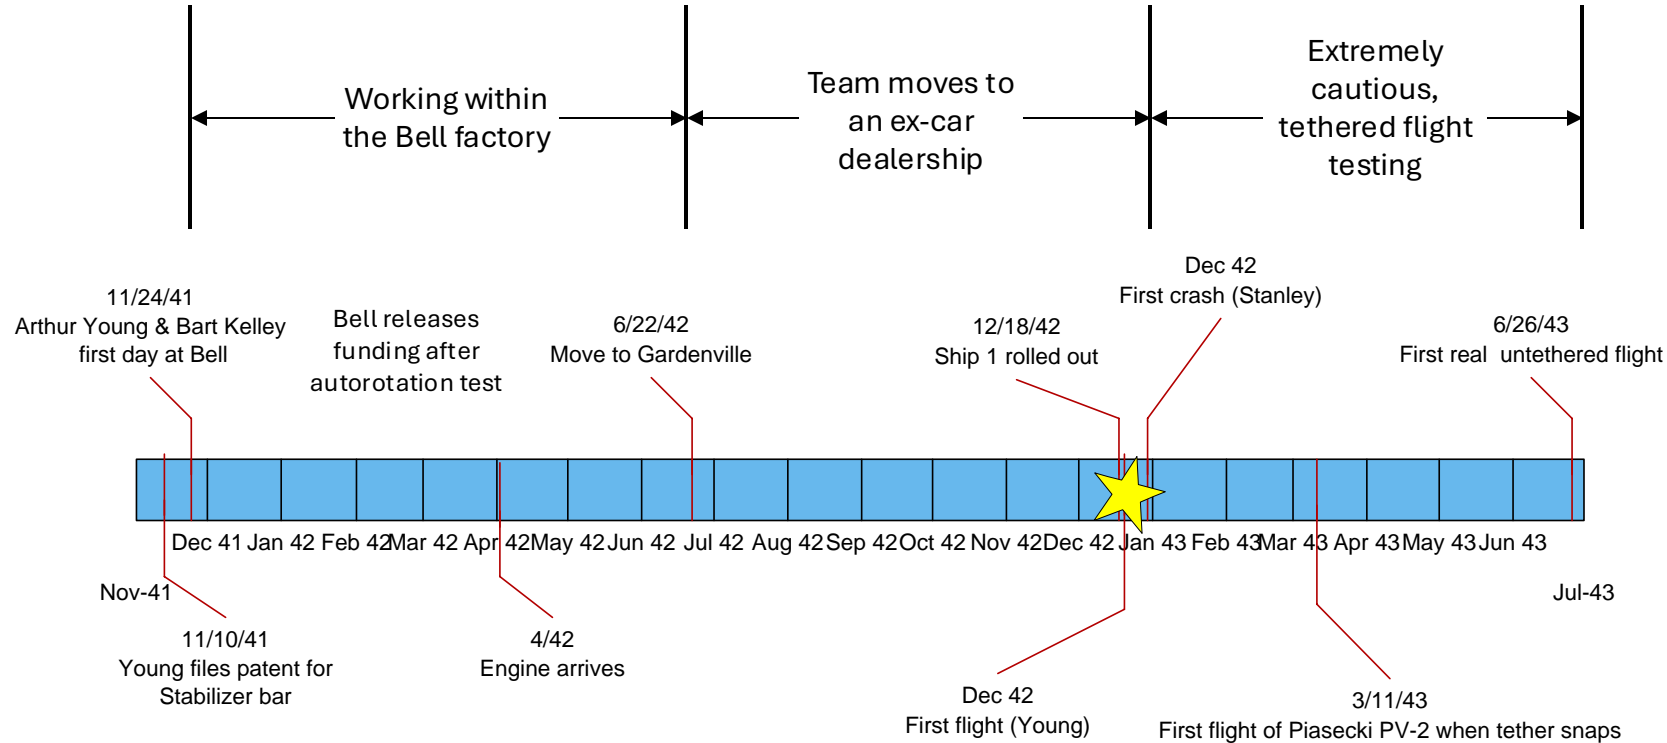 Working within
the Bell factory
Team moves to
an ex-car
dealership
Extremely
cautious,
tethered flight
testing
11/24/41
Arthur Young & Bart Kelley
first day at Bell
Bell releases
funding after
autorotation test
6/22/42
Move to Gardenville
12/18/42
Ship 1 rolled out
Dec 42
First crash (Stanley)
6/26/43
First real  untethered flight
Dec 41 Jan 42 Feb 42 Mar 42 Apr 42 May 42 Jun 42 Jul 42 Aug 42 Sep 42 Oct 42 Nov 42 Dec 42 Jan 43 Feb 43 Mar 43 Apr 43 May 43 Jun 43
Nov-41
Jul-43
11/10/41
Young files patent for
Stabilizer bar
4/42
Engine arrives
Dec 42
First flight (Young)
3/11/43
First flight of Piasecki PV-2 when tether snaps